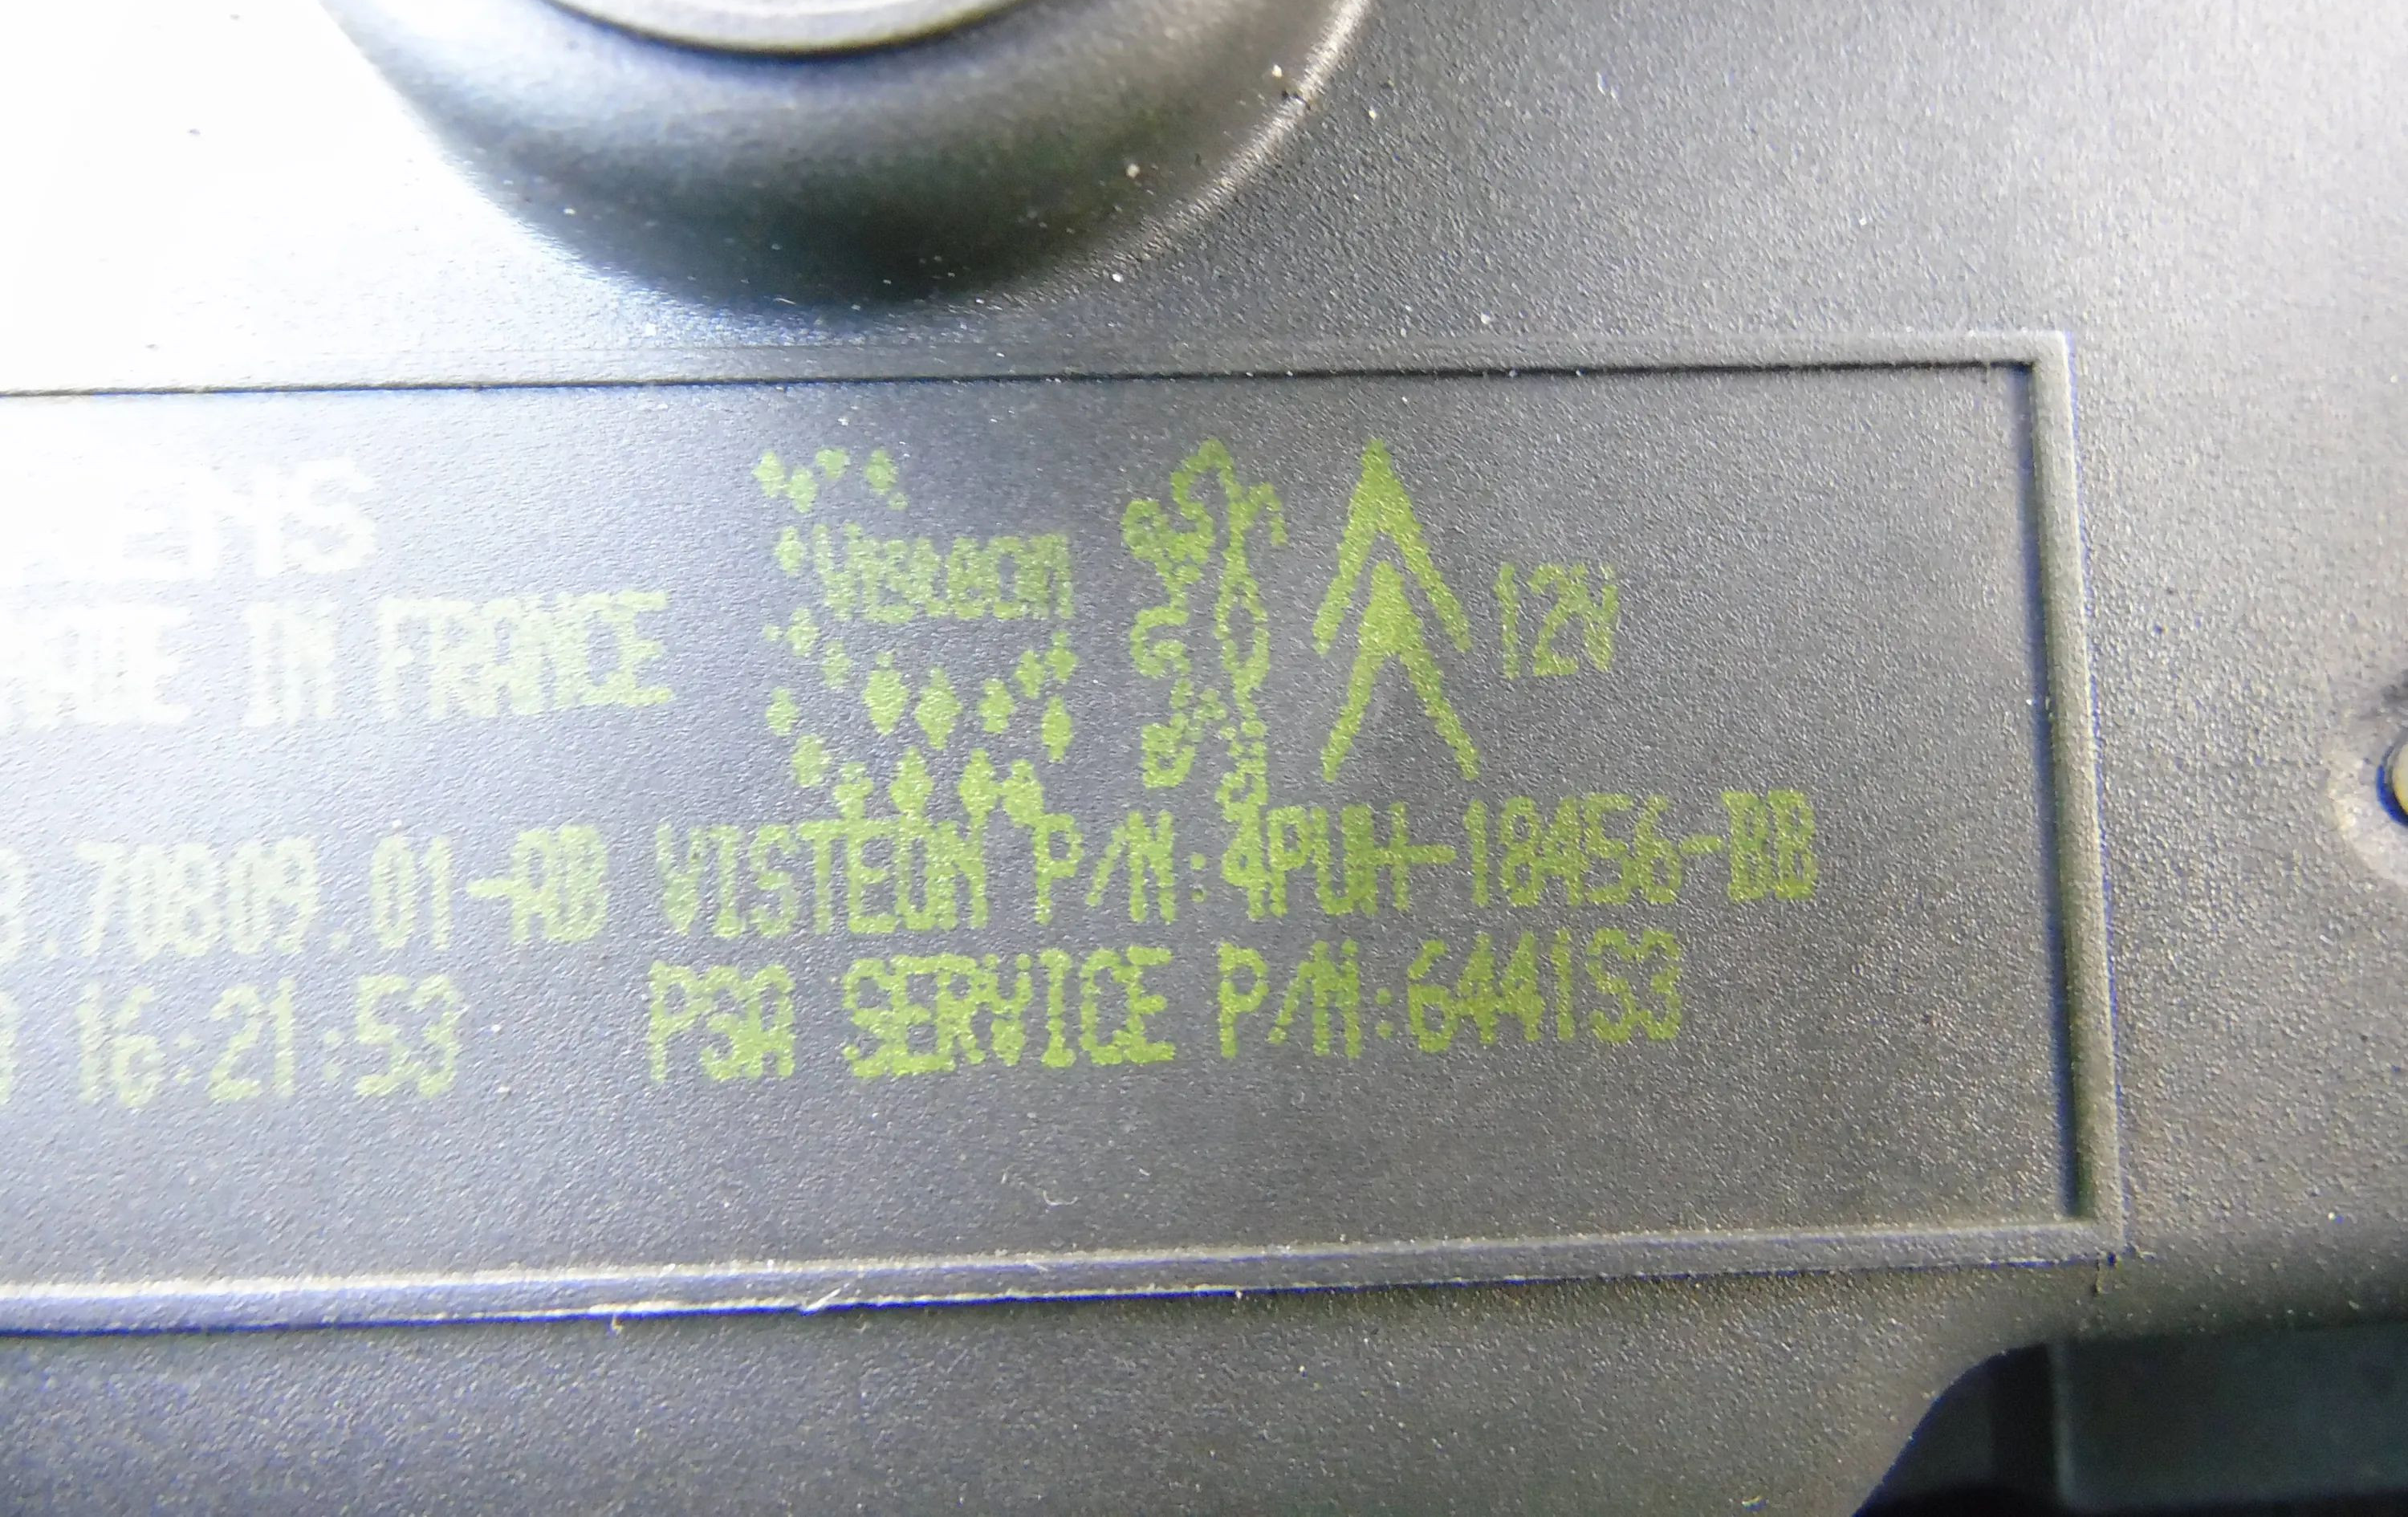 Visteon 12V
MADE IN FRANCE
.70809.01-AB VISTEON P/N:4PUH-18456-BB
16:21:53 PSA SERVICE P/N:6441S3